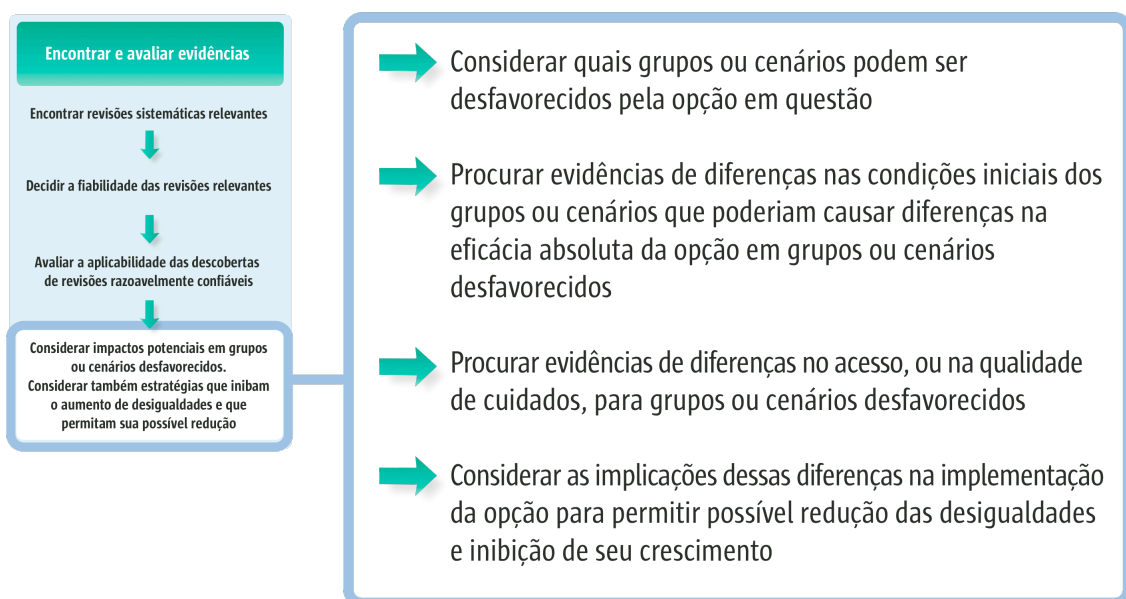 Encontrar e avaliar evidências
Encontrar revisões sistemáticas relevantes
Decidir a fiabilidade das revisões relevantes
Avaliar a aplicabilidade das descobertas
de revisões razoavelmente confiáveis
Considerar impactos potenciais em grupos
ou cenários desfavorecidos.
Considerar também estratégias que inibam
o aumento de desigualdades e que
permitam sua possível redução
Considerar quais grupos ou cenários podem ser
desfavorecidos pela opção em questão
Procurar evidências de diferenças nas condições iniciais dos
grupos ou cenários que poderiam causar diferenças na
eficácia absoluta da opção em grupos ou cenários
desfavorecidos
Procurar evidências de diferenças no acesso, ou na qualidade
de cuidados, para grupos ou cenários desfavorecidos
Considerar as implicações dessas diferenças na implementação
da opção para permitir possível redução das desigualdades
e inibição de seu crescimento